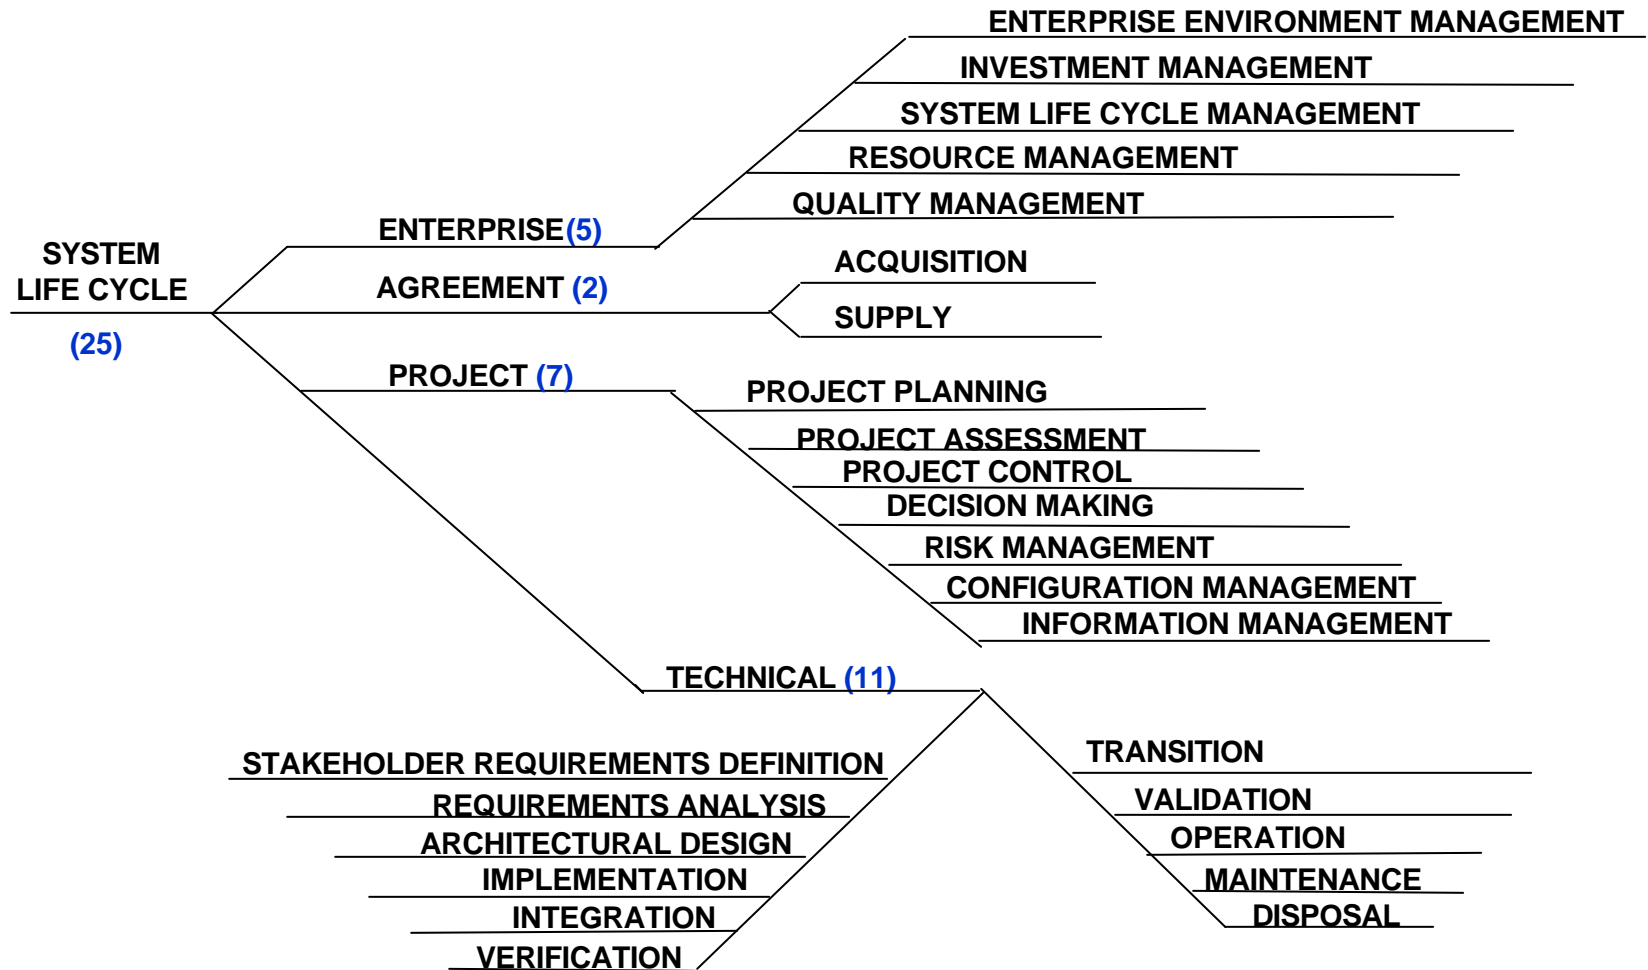 SYSTEM
LIFE CYCLE
(25)
ENTERPRISE (5)
ENTERPRISE ENVIRONMENT MANAGEMENT
INVESTMENT MANAGEMENT
SYSTEM LIFE CYCLE MANAGEMENT
RESOURCE MANAGEMENT
QUALITY MANAGEMENT
AGREEMENT (2)
ACQUISITION
SUPPLY
PROJECT (7)
PROJECT PLANNING
PROJECT ASSESSMENT
PROJECT CONTROL
DECISION MAKING
RISK MANAGEMENT
CONFIGURATION MANAGEMENT
INFORMATION MANAGEMENT
TECHNICAL (11)
STAKEHOLDER REQUIREMENTS DEFINITION
REQUIREMENTS ANALYSIS
ARCHITECTURAL DESIGN
IMPLEMENTATION
INTEGRATION
VERIFICATION
TRANSITION
VALIDATION
OPERATION
MAINTENANCE
DISPOSAL